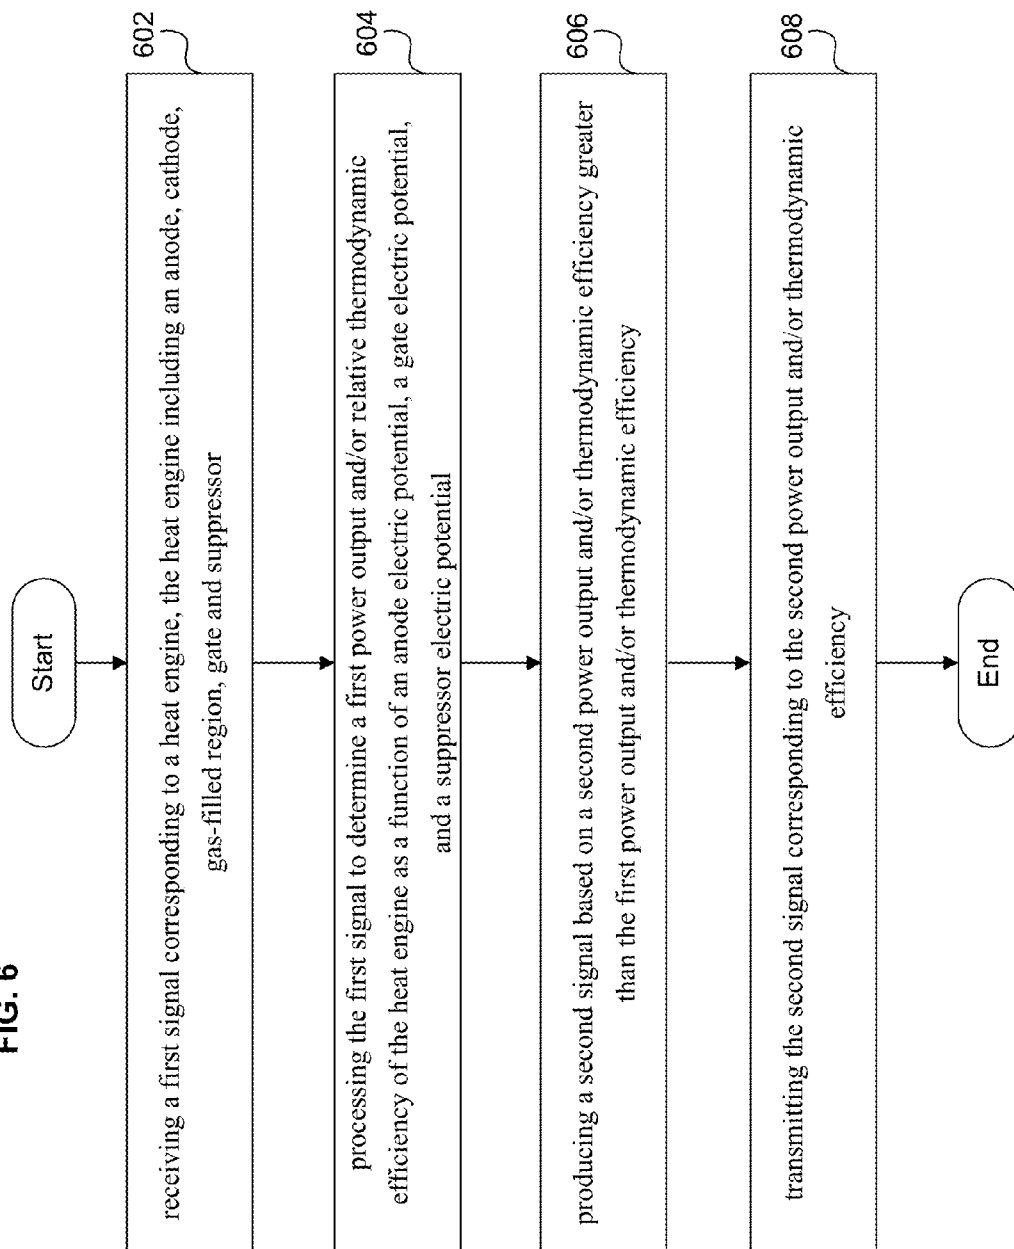 FIG. 6
Start
602
receiving a first signal corresponding to a heat engine, the heat engine including an anode, cathode,
gas-filled region, gate and suppressor
604
processing the first signal to determine a first power output and/or relative thermodynamic
efficiency of the heat engine as a function of an anode electric potential, a gate electric potential,
and a suppressor electric potential
606
producing a second signal based on a second power output and/or thermodynamic efficiency greater
than the first power output and/or thermodynamic efficiency
608
transmitting the second signal corresponding to the second power output and/or thermodynamic
efficiency
End